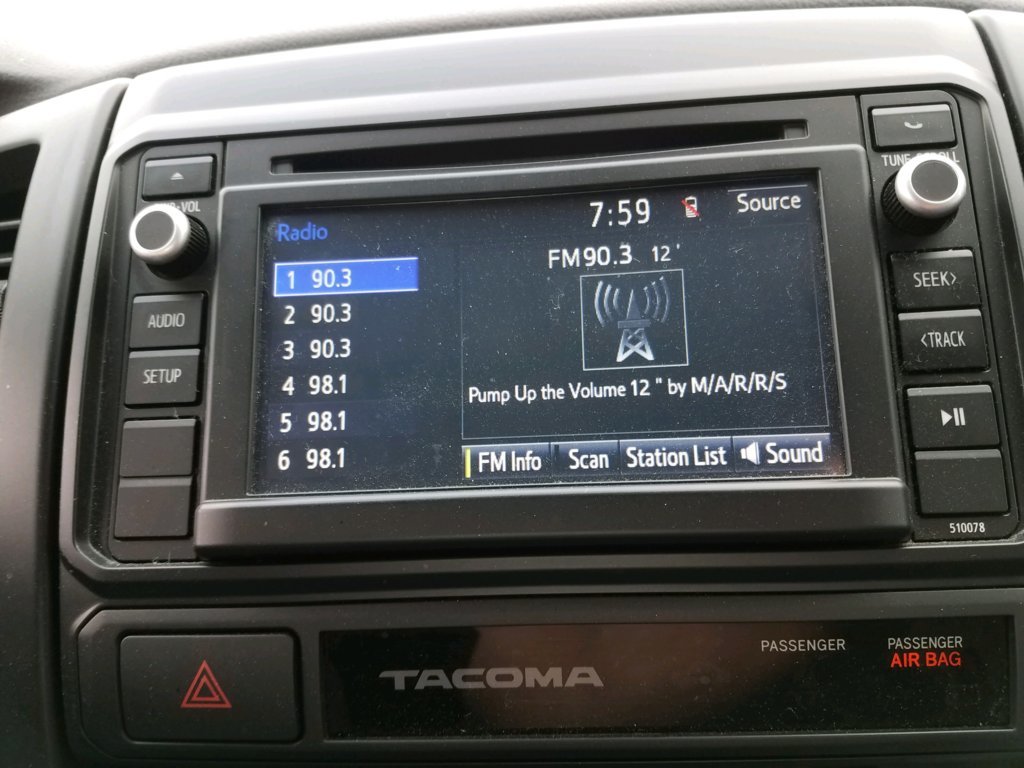 PWR•VOL
TUNE•SCROLL
AUDIO
SETUP
SEEK>
<TRACK
510078
7:59
Source
Radio
FM90.3 12'
1 90.3
2 90.3
3 90.3
4 98.1
5 98.1
6 98.1
Pump Up the Volume 12 " by M/A/R/R/S
FM Info
Scan
Station List
Sound
TACOMA
PASSENGER
PASSENGER
AIR BAG